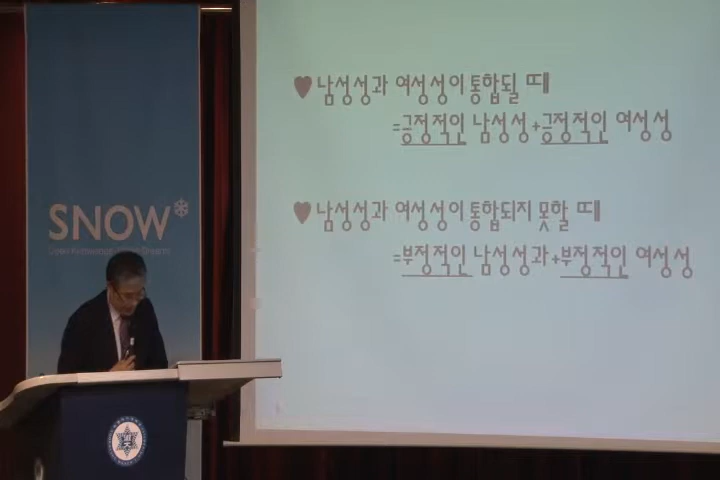 SNOW
♥남성성과 여성성이 통합될 때
=긍정적인 남성성+긍정적인 여성성
♥남성성과 여성성이 통합되지 못할 때
=부정적인 남성성과+부정적인 여성성